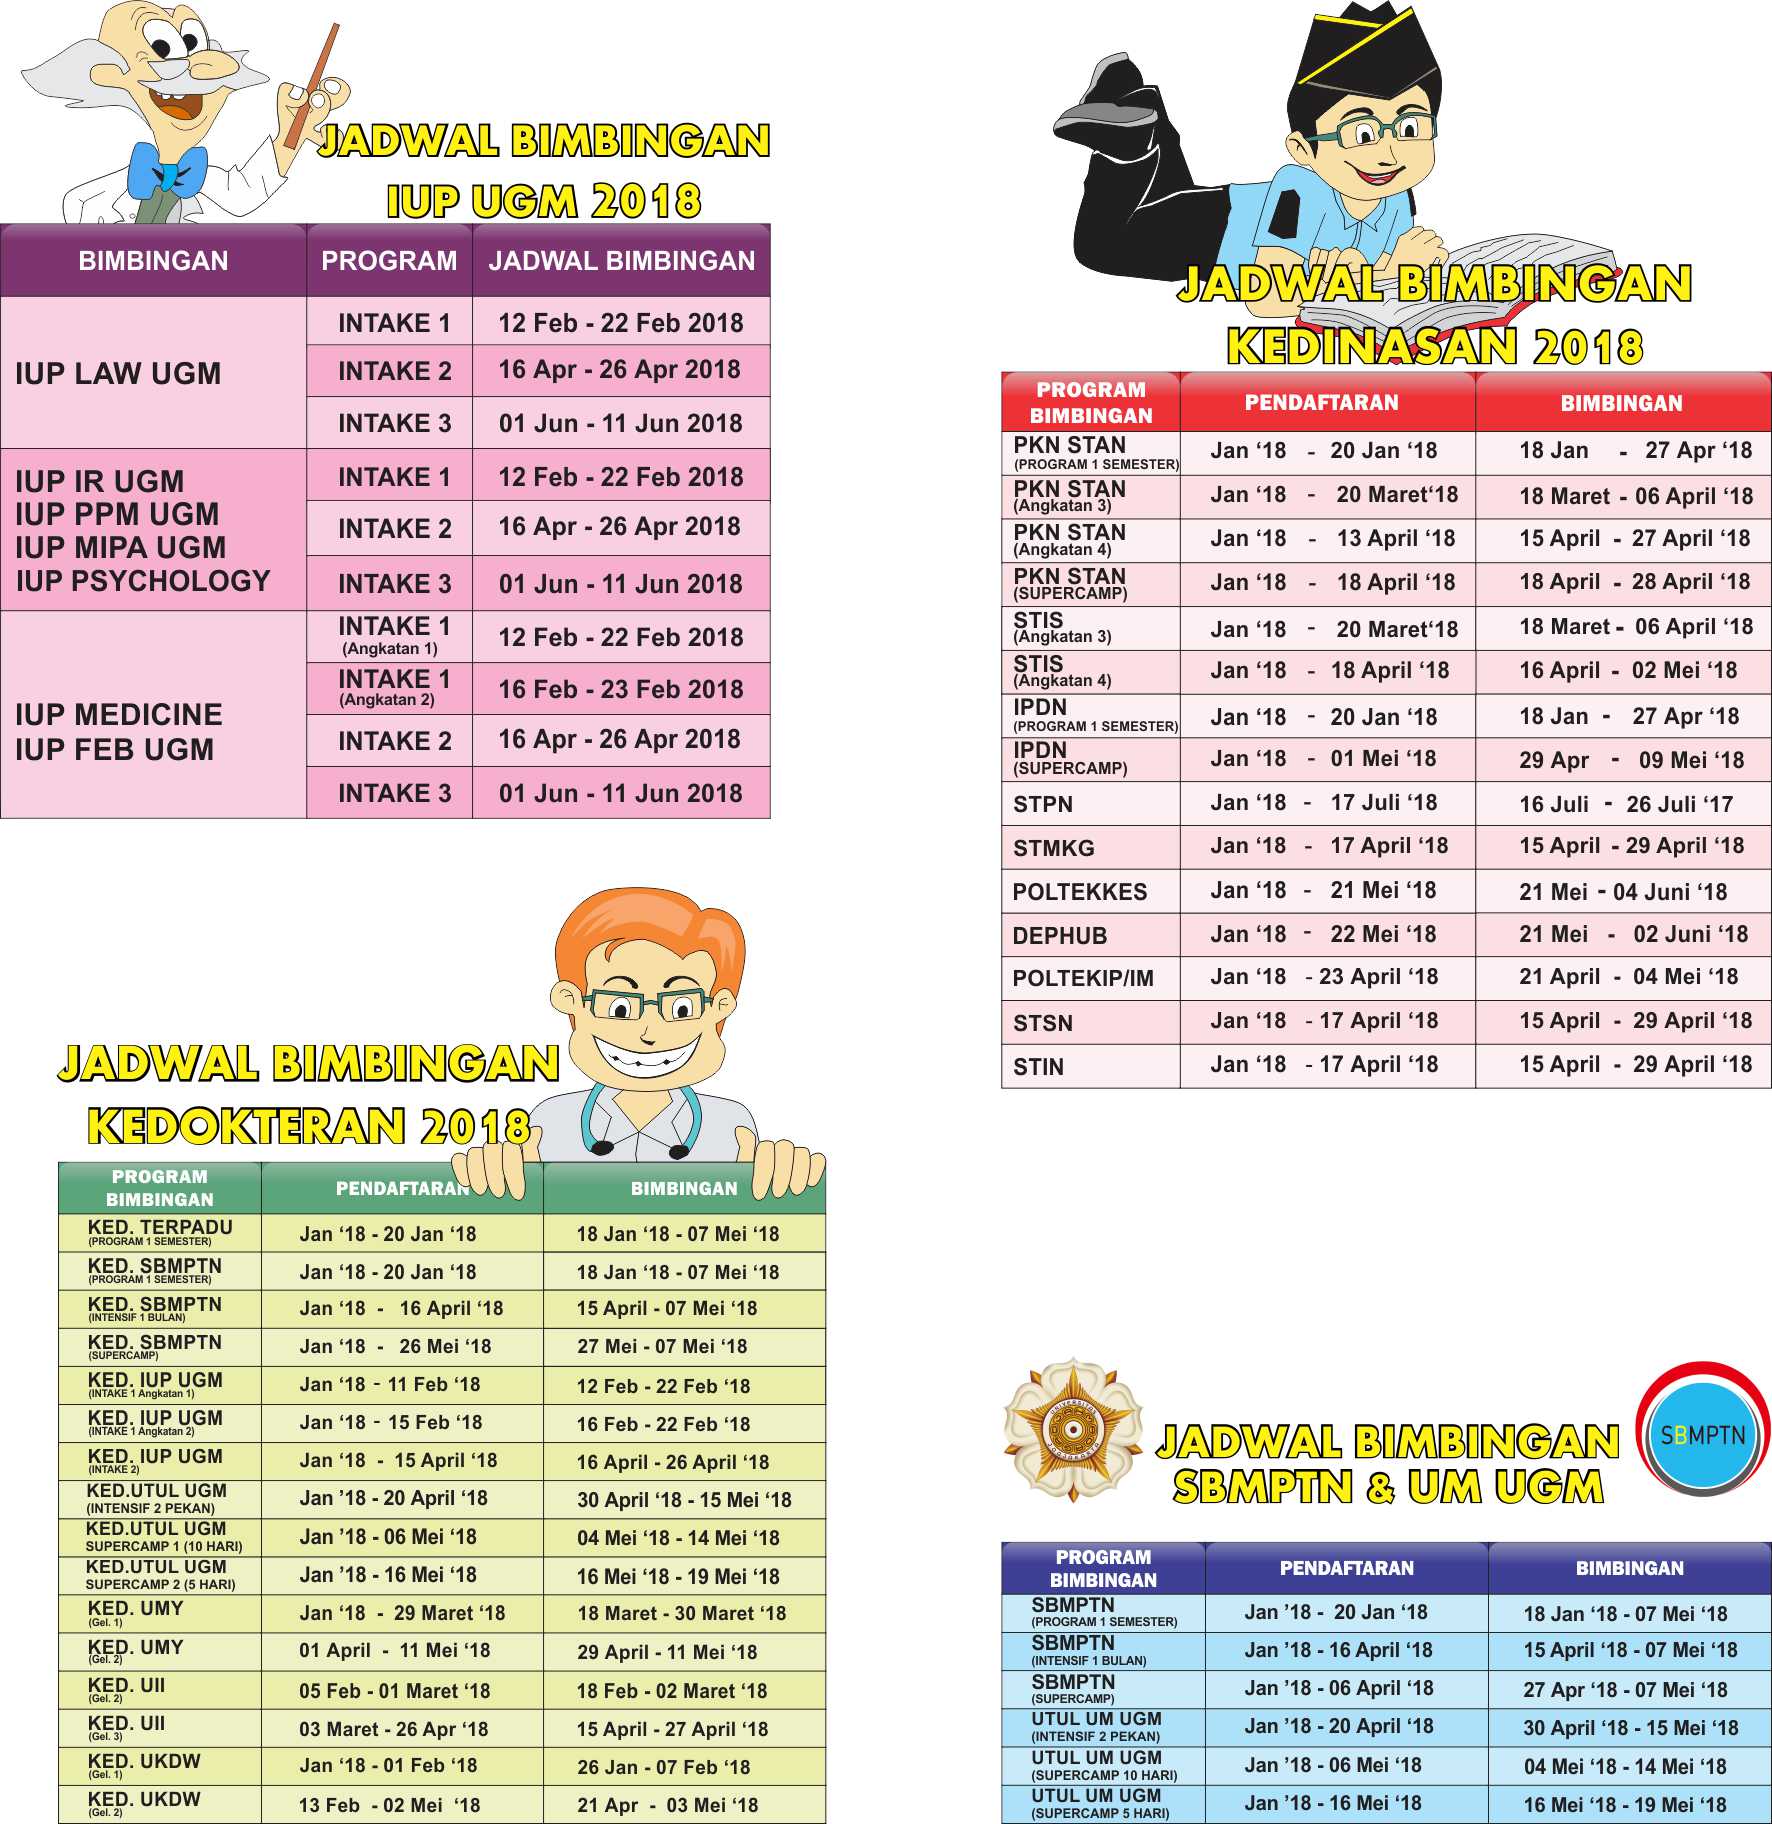 JADWAL BIMBINGAN
IUP UGM 2018
BIMBINGAN PROGRAM JADWAL BIMBINGAN
IUP LAW UGM
INTAKE 1 12 Feb - 22 Feb 2018
INTAKE 2 16 Apr - 26 Apr 2018
INTAKE 3 01 Jun - 11 Jun 2018
IUP IR UGM
IUP PPM UGM
IUP MIPA UGM
IUP PSYCHOLOGY
INTAKE 1 12 Feb - 22 Feb 2018
INTAKE 2 16 Apr - 26 Apr 2018
INTAKE 3 01 Jun - 11 Jun 2018
IUP MEDICINE
IUP FEB UGM
INTAKE 1 12 Feb - 22 Feb 2018
(Angkatan 1)
INTAKE 1 16 Feb - 23 Feb 2018
(Angkatan 2)
INTAKE 2 16 Apr - 26 Apr 2018
INTAKE 3 01 Jun - 11 Jun 2018
JADWAL BIMBINGAN
KEDINASAN 2018
PROGRAM
BIMBINGAN
PENDAFTARAN BIMBINGAN
PKN STAN
(PROGRAM 1 SEMESTER)
Jan ‘18 - 20 Jan ‘18 18 Jan - 27 Apr ‘18
PKN STAN
(Angkatan 3)
Jan ‘18 - 20 Maret‘18 18 Maret - 06 April ‘18
PKN STAN
(Angkatan 4)
Jan ‘18 - 13 April ‘18 15 April - 27 April ‘18
PKN STAN
(SUPERCAMP)
Jan ‘18 - 18 April ‘18 18 April - 28 April ‘18
STIS
(Angkatan 3)
Jan ‘18 - 20 Maret‘18 18 Maret - 06 April ‘18
STIS
(Angkatan 4)
Jan ‘18 - 18 April ‘18 16 April - 02 Mei ‘18
IPDN
(PROGRAM 1 SEMESTER)
Jan ‘18 - 20 Jan ‘18 18 Jan - 27 Apr ‘18
IPDN
(SUPERCAMP)
Jan ‘18 - 01 Mei ‘18 29 Apr - 09 Mei ‘18
STPN Jan ‘18 - 17 Juli ‘18 16 Juli - 26 Juli ‘17
STMKG Jan ‘18 - 17 April ‘18 15 April - 29 April ‘18
POLTEKKES Jan ‘18 - 21 Mei ‘18 21 Mei - 04 Juni ‘18
DEPHUB Jan ‘18 - 22 Mei ‘18 21 Mei - 02 Juni ‘18
POLTEKIP/IM Jan ‘18 - 23 April ‘18 21 April - 04 Mei ‘18
STSN Jan ‘18 - 17 April ‘18 15 April - 29 April ‘18
STIN Jan ‘18 - 17 April ‘18 15 April - 29 April ‘18
JADWAL BIMBINGAN
KEDOKTERAN 2018
PROGRAM
BIMBINGAN
PENDAFTARAN BIMBINGAN
KED. TERPADU
(PROGRAM 1 SEMESTER)
Jan ‘18 - 20 Jan ‘18 18 Jan ‘18 - 07 Mei ‘18
KED. SBMPTN
(PROGRAM 1 SEMESTER)
Jan ‘18 - 20 Jan ‘18 18 Jan ‘18 - 07 Mei ‘18
KED. SBMPTN
(INTENSIF 1 BULAN)
Jan ‘18 - 16 April ‘18 15 April - 07 Mei ‘18
KED. SBMPTN
(SUPERCAMP)
Jan ‘18 - 26 Mei ‘18 27 Mei - 07 Mei ‘18
KED. IUP UGM
(INTAKE 1 Angkatan 1)
Jan ‘18 - 11 Feb ‘18 12 Feb - 22 Feb ‘18
KED. IUP UGM
(INTAKE 1 Angkatan 2)
Jan ‘18 - 15 Feb ‘18 16 Feb - 22 Feb ‘18
KED. IUP UGM
(INTAKE 2)
Jan ‘18 - 15 April ‘18 16 April - 26 April ‘18
KED.UTUL UGM
(INTENSIF 2 PEKAN)
Jan ’18 - 20 April ‘18 30 April ‘18 - 15 Mei ‘18
KED.UTUL UGM
SUPERCAMP 1 (10 HARI)
Jan ’18 - 06 Mei ‘18 04 Mei ‘18 - 14 Mei ‘18
KED.UTUL UGM
SUPERCAMP 2 (5 HARI)
Jan ’18 - 16 Mei ‘18 16 Mei ‘18 - 19 Mei ‘18
KED. UMY
(Gel. 1)
Jan ‘18 - 29 Maret ‘18 18 Maret - 30 Maret ‘18
KED. UMY
(Gel. 2)
01 April - 11 Mei ‘18 29 April - 11 Mei ‘18
KED. UII
(Gel. 2)
05 Feb - 01 Maret ‘18 18 Feb - 02 Maret ‘18
KED. UII
(Gel. 3)
03 Maret - 26 Apr ‘18 15 April - 27 April ‘18
KED. UKDW
(Gel. 1)
Jan ‘18 - 01 Feb ‘18 26 Jan - 07 Feb ‘18
KED. UKDW
(Gel. 2)
13 Feb - 02 Mei ‘18 21 Apr - 03 Mei ‘18
UNIVERSITAS
JOGJAKARTA
JADWAL BIMBINGAN
SBMPTN & UM UGM
SBMPTN
PROGRAM
BIMBINGAN
PENDAFTARAN BIMBINGAN
SBMPTN
(PROGRAM 1 SEMESTER)
Jan ’18 - 20 Jan ‘18 18 Jan ‘18 - 07 Mei ‘18
SBMPTN
(INTENSIF 1 BULAN)
Jan ’18 - 16 April ‘18 15 April ‘18 - 07 Mei ‘18
SBMPTN
(SUPERCAMP)
Jan ’18 - 06 April ‘18 27 Apr ‘18 - 07 Mei ‘18
UTUL UM UGM
(INTENSIF 2 PEKAN)
Jan ’18 - 20 April ‘18 30 April ‘18 - 15 Mei ‘18
UTUL UM UGM
(SUPERCAMP 10 HARI)
Jan ’18 - 06 Mei ‘18 04 Mei ‘18 - 14 Mei ‘18
UTUL UM UGM
(SUPERCAMP 5 HARI)
Jan ’18 - 16 Mei ‘18 16 Mei ‘18 - 19 Mei ‘18